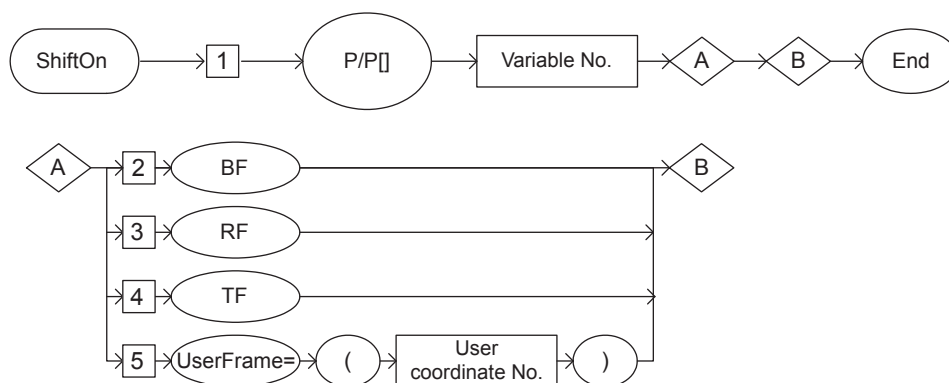 ShiftOn 1 P/P[] Variable No. A B End
A 2 BF B
3 RF
4 TF
5 UserFrame= ( User
coordinate No. )